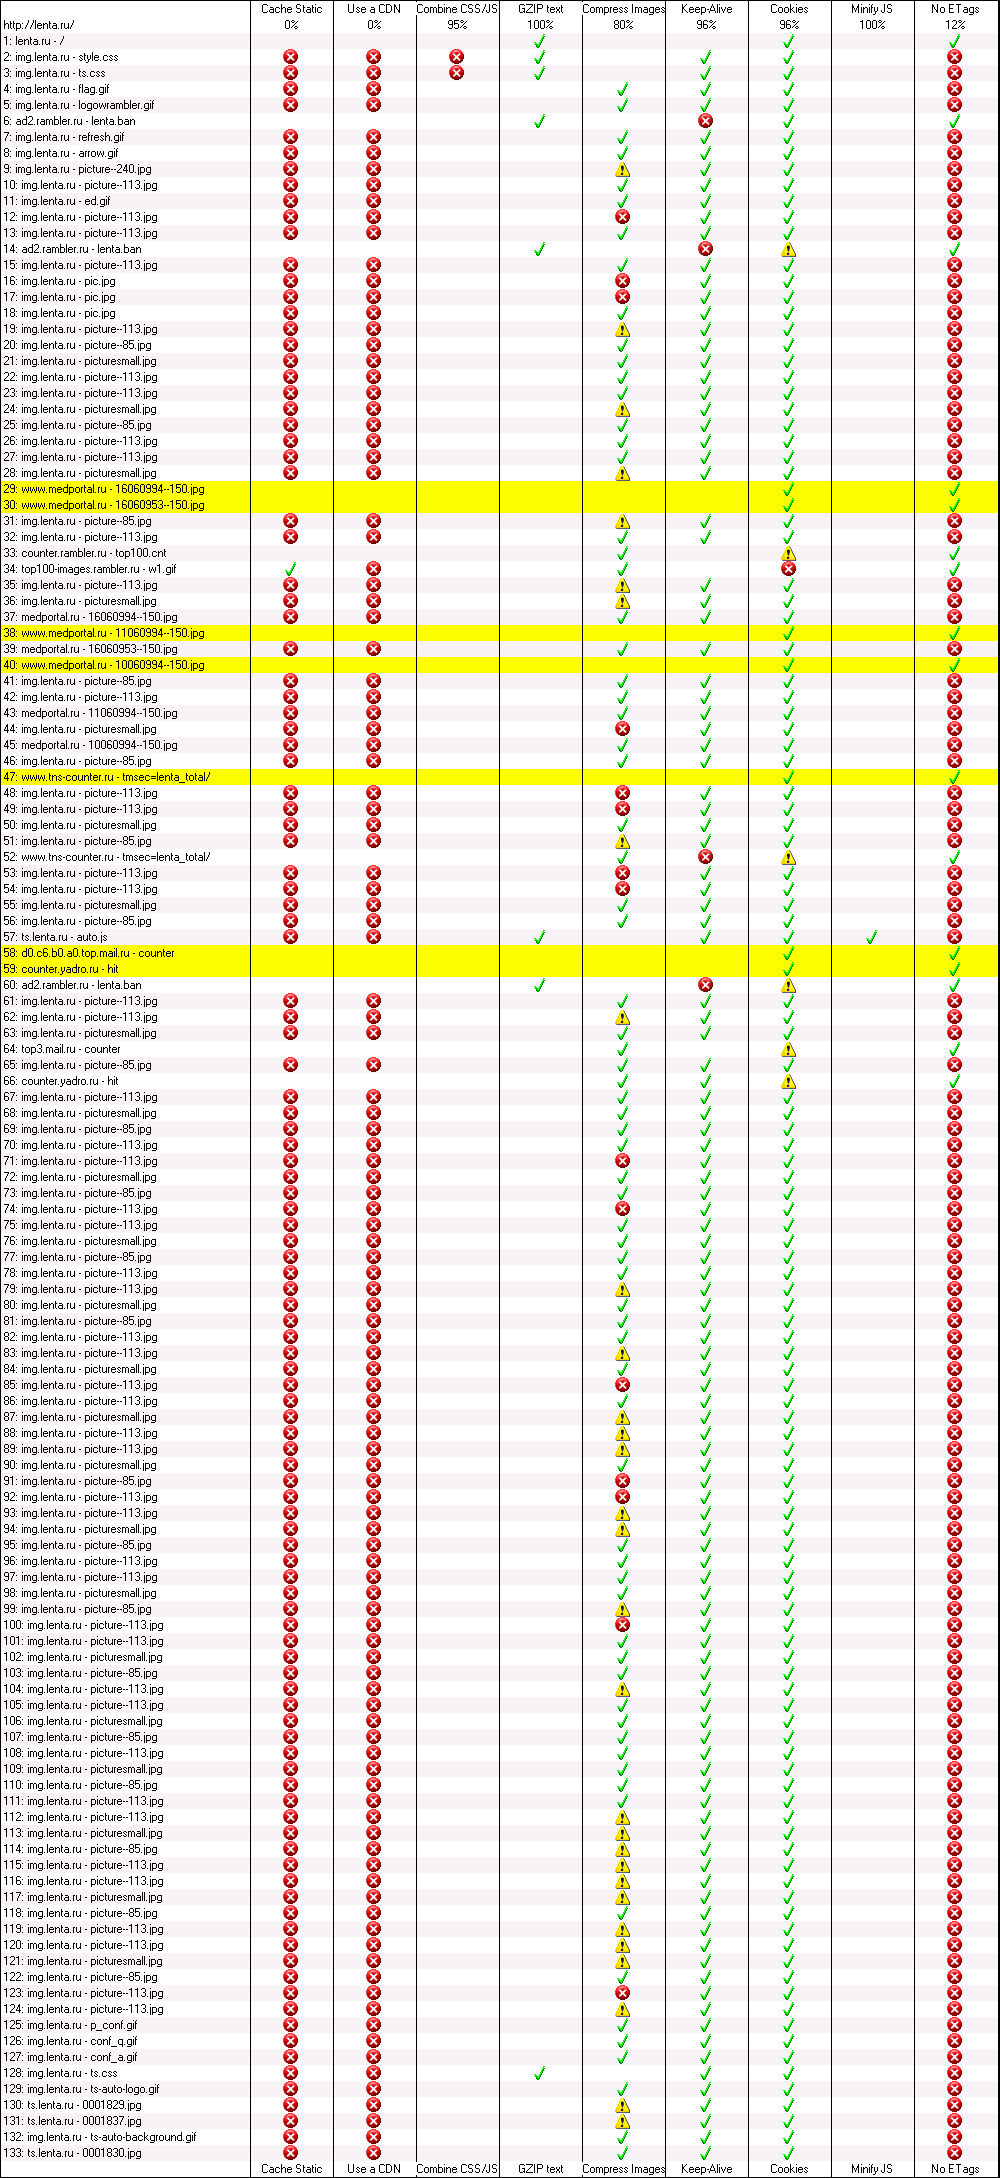 Cache Static Use a CDN Combine CSS/JS GZIP text Compress Images Keep-Alive Cookies Minify JS No ETags
http://lenta.ru/ 0% 0% 95% 100% 80% 96% 96% 100% 12%
1: lenta.ru - /
2: img.lenta.ru - style.css
3: img.lenta.ru - ts.css
4: img.lenta.ru - flag.gif
5: img.lenta.ru - logowrambler.gif
6: ad2.rambler.ru - lenta.ban
7: img.lenta.ru - refresh.gif
8: img.lenta.ru - arrow.gif
9: img.lenta.ru - picture--240.jpg
10: img.lenta.ru - picture--113.jpg
11: img.lenta.ru - ed.gif
12: img.lenta.ru - picture--113.jpg
13: img.lenta.ru - picture--113.jpg
14: ad2.rambler.ru - lenta.ban
15: img.lenta.ru - picture--113.jpg
16: img.lenta.ru - pic.jpg
17: img.lenta.ru - pic.jpg
18: img.lenta.ru - pic.jpg
19: img.lenta.ru - picture--113.jpg
20: img.lenta.ru - picture--85.jpg
21: img.lenta.ru - picturesmall.jpg
22: img.lenta.ru - picture--113.jpg
23: img.lenta.ru - picture--113.jpg
24: img.lenta.ru - picturesmall.jpg
25: img.lenta.ru - picture--85.jpg
26: img.lenta.ru - picture--113.jpg
27: img.lenta.ru - picture--113.jpg
28: img.lenta.ru - picturesmall.jpg
29: www.medportal.ru - 16060994--150.jpg
30: www.medportal.ru - 16060953--150.jpg
31: img.lenta.ru - picture--85.jpg
32: img.lenta.ru - picture--113.jpg
33: counter.rambler.ru - top100.cnt
34: top100-images.rambler.ru - w1.gif
35: img.lenta.ru - picture--113.jpg
36: img.lenta.ru - picturesmall.jpg
37: medportal.ru - 16060994--150.jpg
38: www.medportal.ru - 11060994--150.jpg
39: medportal.ru - 16060953--150.jpg
40: www.medportal.ru - 10060994--150.jpg
41: img.lenta.ru - picture--85.jpg
42: img.lenta.ru - picture--113.jpg
43: medportal.ru - 11060994--150.jpg
44: img.lenta.ru - picturesmall.jpg
45: medportal.ru - 10060994--150.jpg
46: img.lenta.ru - picture--85.jpg
47: www.tns-counter.ru - tmsec=lenta_total/
48: img.lenta.ru - picture--113.jpg
49: img.lenta.ru - picture--113.jpg
50: img.lenta.ru - picturesmall.jpg
51: img.lenta.ru - picture--85.jpg
52: www.tns-counter.ru - tmsec=lenta_total/
53: img.lenta.ru - picture--113.jpg
54: img.lenta.ru - picture--113.jpg
55: img.lenta.ru - picturesmall.jpg
56: img.lenta.ru - picture--85.jpg
57: ts.lenta.ru - auto.js
58: d0.c6.b0.a0.top.mail.ru - counter
59: counter.yadro.ru - hit
60: ad2.rambler.ru - lenta.ban
61: img.lenta.ru - picture--113.jpg
62: img.lenta.ru - picture--113.jpg
63: img.lenta.ru - picturesmall.jpg
64: top3.mail.ru - counter
65: img.lenta.ru - picture--85.jpg
66: counter.yadro.ru - hit
67: img.lenta.ru - picture--113.jpg
68: img.lenta.ru - picturesmall.jpg
69: img.lenta.ru - picture--85.jpg
70: img.lenta.ru - picture--113.jpg
71: img.lenta.ru - picture--113.jpg
72: img.lenta.ru - picturesmall.jpg
73: img.lenta.ru - picture--85.jpg
74: img.lenta.ru - picture--113.jpg
75: img.lenta.ru - picture--113.jpg
76: img.lenta.ru - picturesmall.jpg
77: img.lenta.ru - picture--85.jpg
78: img.lenta.ru - picture--113.jpg
79: img.lenta.ru - picture--113.jpg
80: img.lenta.ru - picturesmall.jpg
81: img.lenta.ru - picture--85.jpg
82: img.lenta.ru - picture--113.jpg
83: img.lenta.ru - picture--113.jpg
84: img.lenta.ru - picturesmall.jpg
85: img.lenta.ru - picture--113.jpg
86: img.lenta.ru - picture--113.jpg
87: img.lenta.ru - picturesmall.jpg
88: img.lenta.ru - picture--113.jpg
89: img.lenta.ru - picture--113.jpg
90: img.lenta.ru - picturesmall.jpg
91: img.lenta.ru - picture--85.jpg
92: img.lenta.ru - picture--113.jpg
93: img.lenta.ru - picture--113.jpg
94: img.lenta.ru - picturesmall.jpg
95: img.lenta.ru - picture--85.jpg
96: img.lenta.ru - picture--113.jpg
97: img.lenta.ru - picture--113.jpg
98: img.lenta.ru - picturesmall.jpg
99: img.lenta.ru - picture--85.jpg
100: img.lenta.ru - picture--113.jpg
101: img.lenta.ru - picture--113.jpg
102: img.lenta.ru - picturesmall.jpg
103: img.lenta.ru - picture--85.jpg
104: img.lenta.ru - picture--113.jpg
105: img.lenta.ru - picture--113.jpg
106: img.lenta.ru - picturesmall.jpg
107: img.lenta.ru - picture--85.jpg
108: img.lenta.ru - picture--113.jpg
109: img.lenta.ru - picturesmall.jpg
110: img.lenta.ru - picture--85.jpg
111: img.lenta.ru - picture--113.jpg
112: img.lenta.ru - picture--113.jpg
113: img.lenta.ru - picturesmall.jpg
114: img.lenta.ru - picture--85.jpg
115: img.lenta.ru - picture--113.jpg
116: img.lenta.ru - picture--113.jpg
117: img.lenta.ru - picturesmall.jpg
118: img.lenta.ru - picture--85.jpg
119: img.lenta.ru - picture--113.jpg
120: img.lenta.ru - picture--113.jpg
121: img.lenta.ru - picturesmall.jpg
122: img.lenta.ru - picture--85.jpg
123: img.lenta.ru - picture--113.jpg
124: img.lenta.ru - picture--113.jpg
125: img.lenta.ru - p_conf.gif
126: img.lenta.ru - conf_q.gif
127: img.lenta.ru - conf_a.gif
128: img.lenta.ru - ts.css
129: img.lenta.ru - ts-auto-logo.gif
130: ts.lenta.ru - 0001829.jpg
131: ts.lenta.ru - 0001837.jpg
132: img.lenta.ru - ts-auto-background.gif
133: ts.lenta.ru - 0001830.jpg
Cache Static Use a CDN Combine CSS/JS GZIP text Compress Images Keep-Alive Cookies Minify JS No ETags